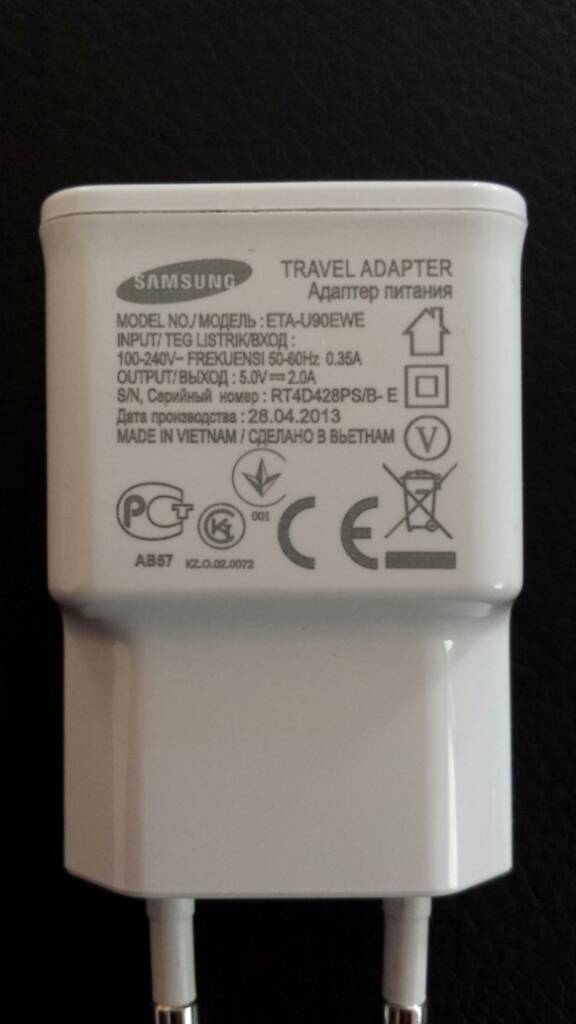 SAMSUNG
TRAVEL ADAPTER
Адаптер питания
MODEL NO./ МОДЕЛЬ : ETA-U90EWE
INPUT/ TEG LISTRIK/ВХОД :
100-240V~ FREKUENSI 50-60Hz 0.35A
OUTPUT/ ВЫХОД : 5.0V⎓2.0A
S/N, Серийный номер : RT4D428PS/B- E
Дата производства : 28.04.2013
MADE IN VIETNAM / СДЕЛАНО В ВЬЕТНАМ
V
PCT
AB57
KZ.O.02.0072
001
CE